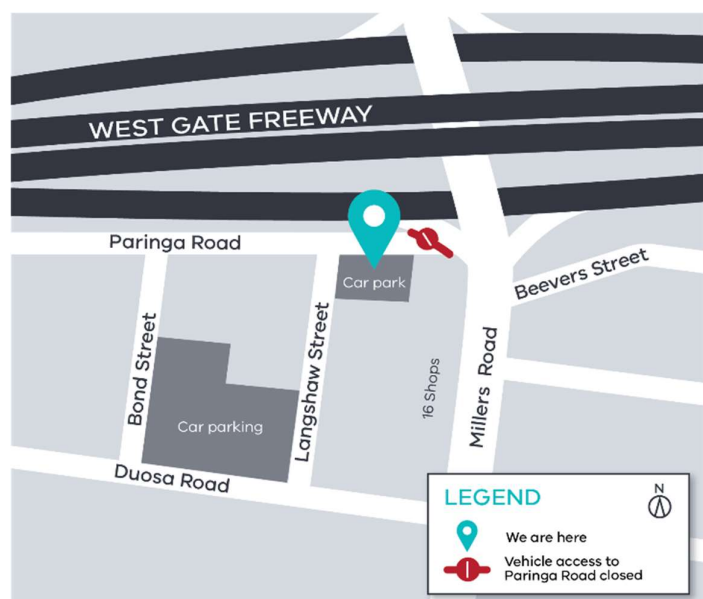 WEST GATE FREEWAY
Paringa Road
Car park
Beevers Street
Bond Street
Langshaw Street
16 Shops
Millers Road
Car parking
Duosa Road
LEGEND
N
We are here
Vehicle access to
Paringa Road closed